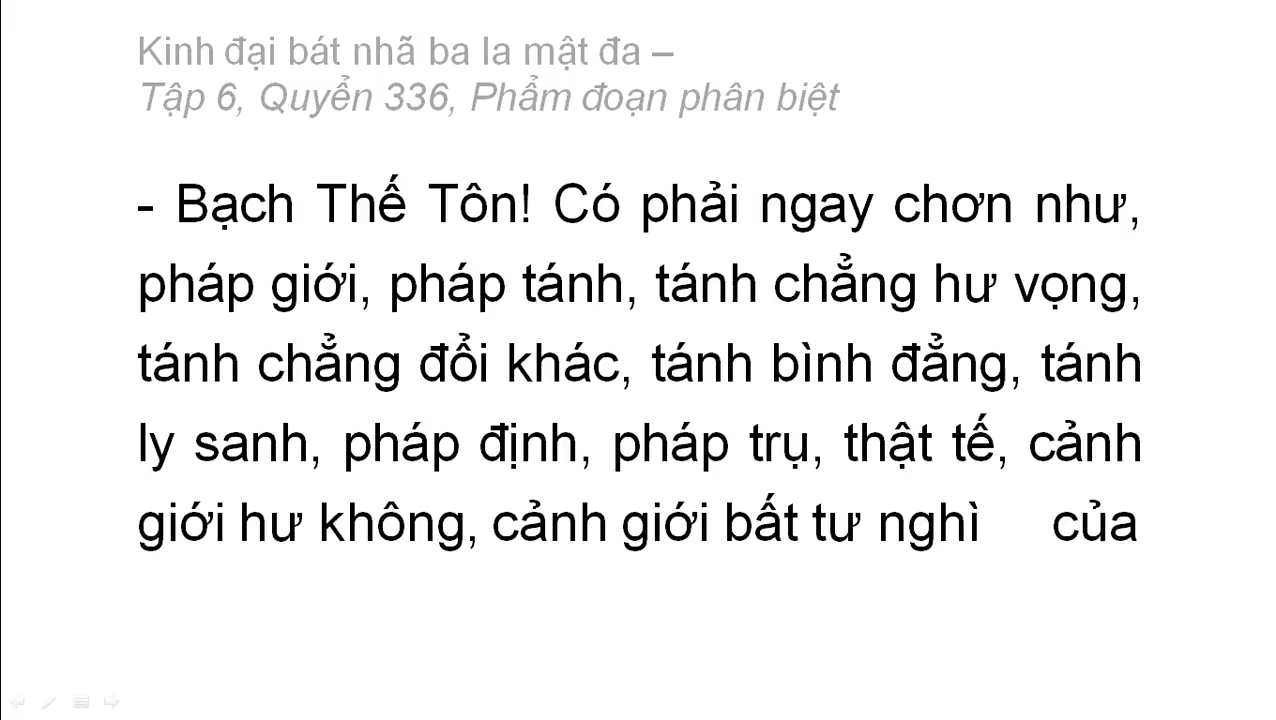 Kinh đại bát nhã ba la mật đa –
Tập 6, Quyển 336, Phẩm đoạn phân biệt
- Bạch Thế Tôn! Có phải ngay chơn như,
pháp giới, pháp tánh, tánh chẳng hư vọng,
tánh chẳng đổi khác, tánh bình đẳng, tánh
ly sanh, pháp định, pháp trụ, thật tế, cảnh
giới hư không, cảnh giới bất tư nghì của